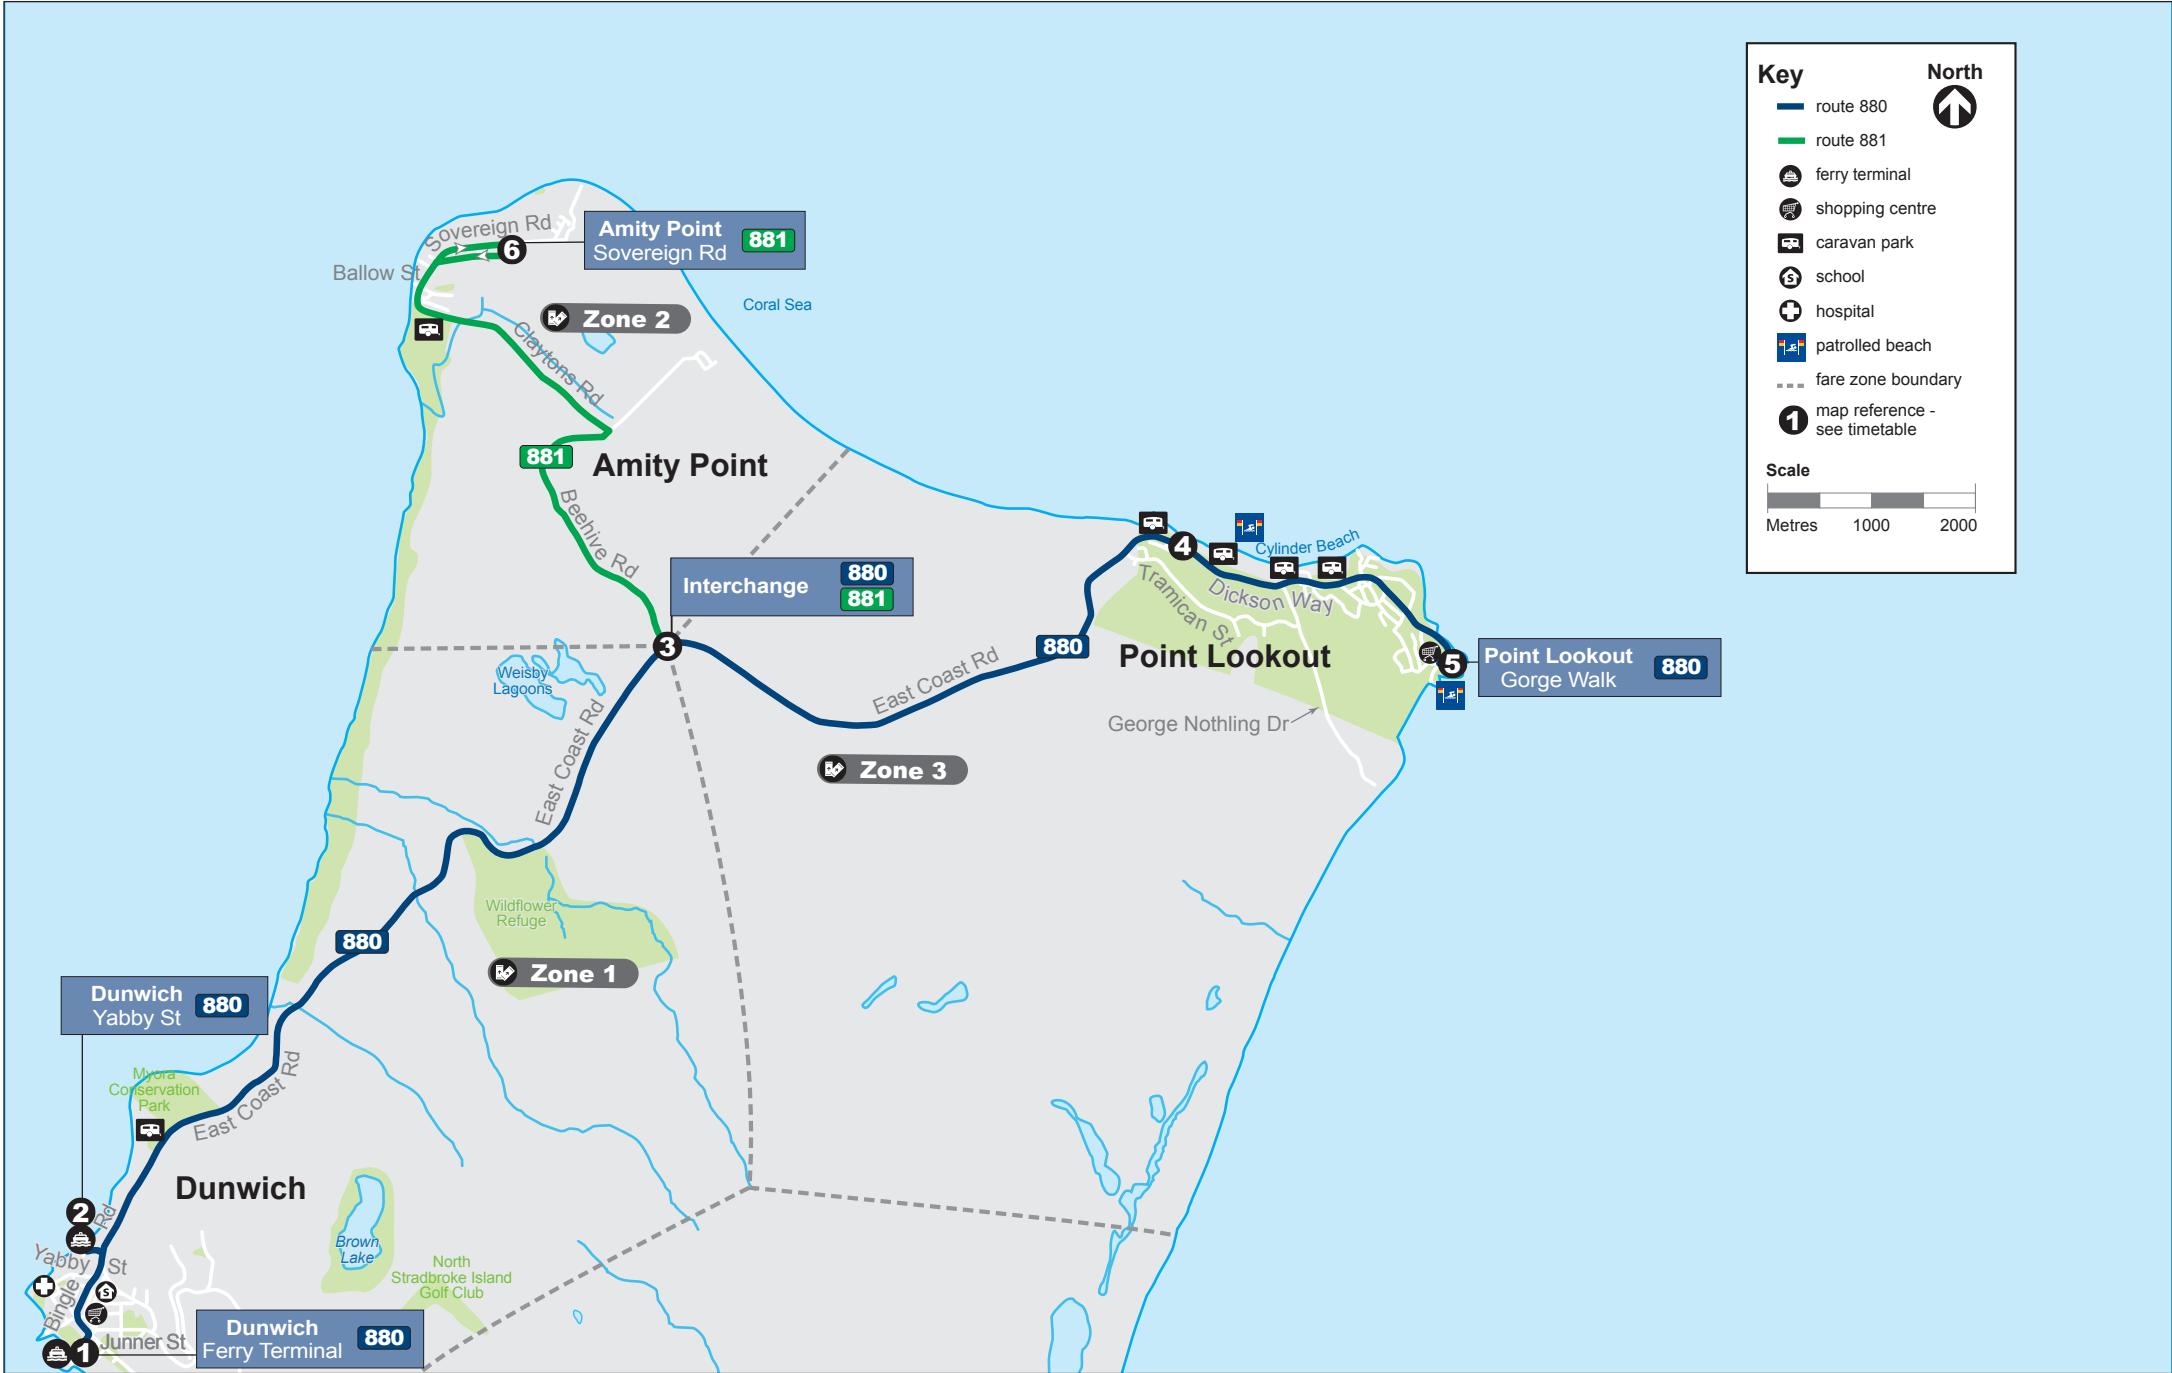 Key
North
route 880
route 881
ferry terminal
shopping centre
caravan park
S
school
hospital
patrolled beach
fare zone boundary
1
map reference -
see timetable
Scale
Metres 1000 2000
Sovereign Rd
6
Amity Point
Sovereign Rd
881
Ballow St
Zone 2
Coral Sea
Claytons Rd
881
Amity Point
Beehive Rd
Interchange
880
881
3
4
Cylinder Beach
Tramican St
Dickson Way
880
Point Lookout
5
Point Lookout
Gorge Walk
880
Weisby
Lagoons
East Coast Rd
East Coast Rd
George Nothling Dr
Zone 3
Wildflower
Refuge
880
Zone 1
Dunwich
Yabby St
880
Myora
Conservation
Park
East Coast Rd
Dunwich
2
Rd
Yabby St
Brown
Lake
North
Stradbroke Island
Golf Club
Bingle
S
1
Junner St
Dunwich
Ferry Terminal
880